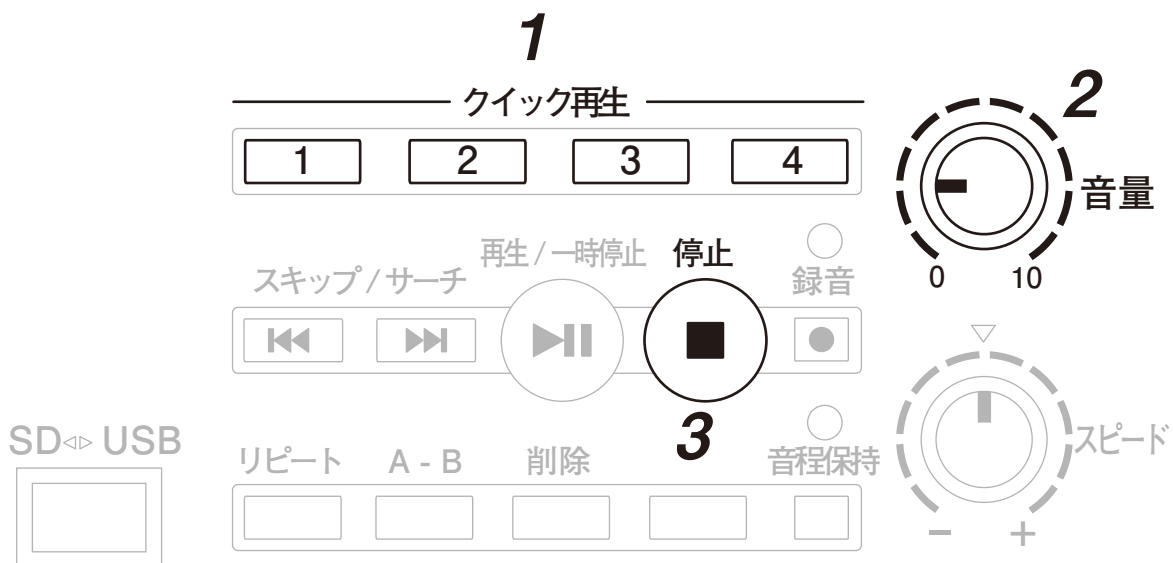 1
クイック再生
2
1 2 3 4
音量
0 10
スキップ / サーチ
再生 / 一時停止
停止
録音
3
SD◁▷USB
リピート
A - B
削除
音程保持
スピード
− +